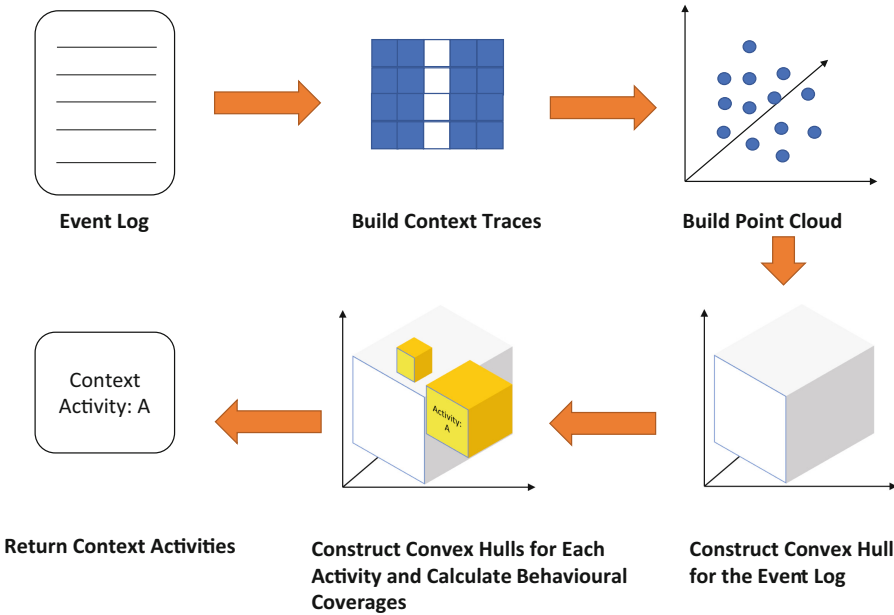 Event Log
Build Context Traces
Build Point Cloud
Context
Activity: A
Activity:
A
Return Context Activities
Construct Convex Hulls for Each
Activity and Calculate Behavioural
Coverages
Construct Convex Hull
for the Event Log